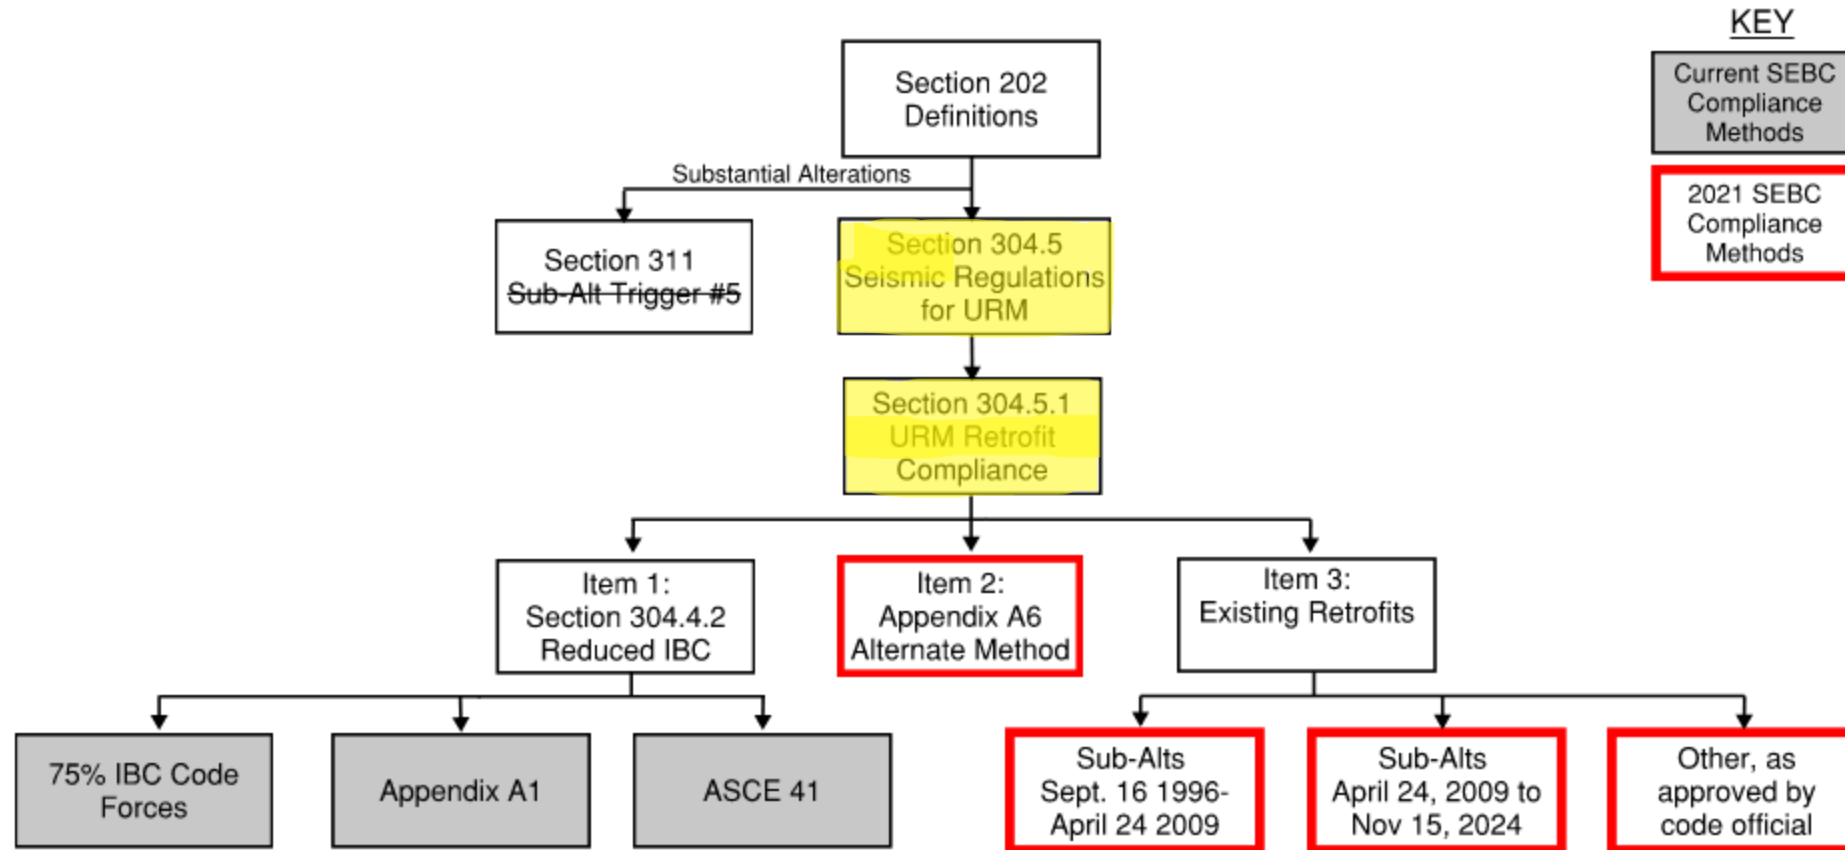 KEY
Current SEBC
Compliance
Methods
2021 SEBC
Compliance
Methods
Section 202
Definitions
Substantial Alterations
Section 311
Sub-Alt Trigger #5
Section 304.5
Seismic Regulations
for URM
Section 304.5.1
URM Retrofit
Compliance
Item 1:
Section 304.4.2
Reduced IBC
Item 2:
Appendix A6
Alternate Method
Item 3:
Existing Retrofits
75% IBC Code
Forces
Appendix A1
ASCE 41
Sub-Alts
Sept. 16 1996-
April 24 2009
Sub-Alts
April 24, 2009 to
Nov 15, 2024
Other, as
approved by
code official